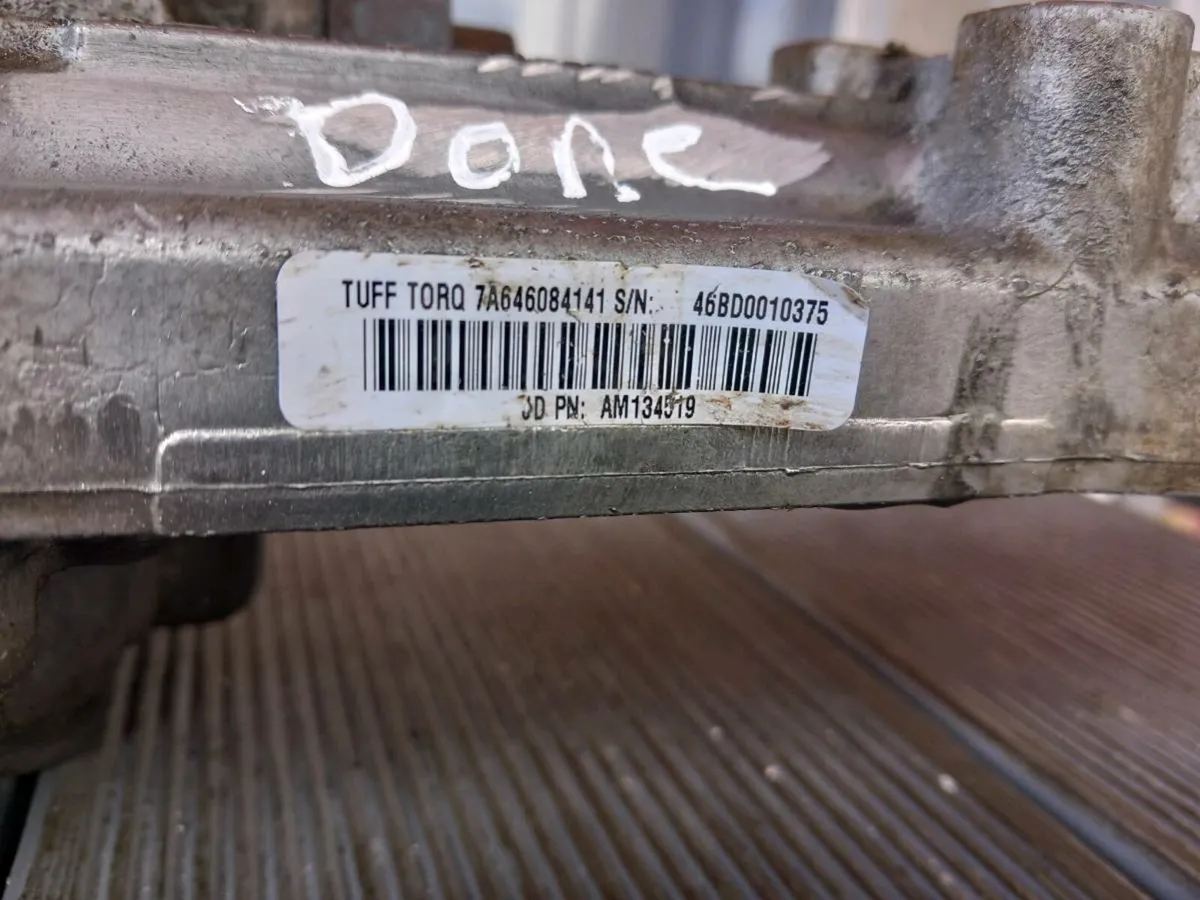 Done
TUFF TORQ 7A646084141 S/N: 46BD0010375
JD PN: AM134519